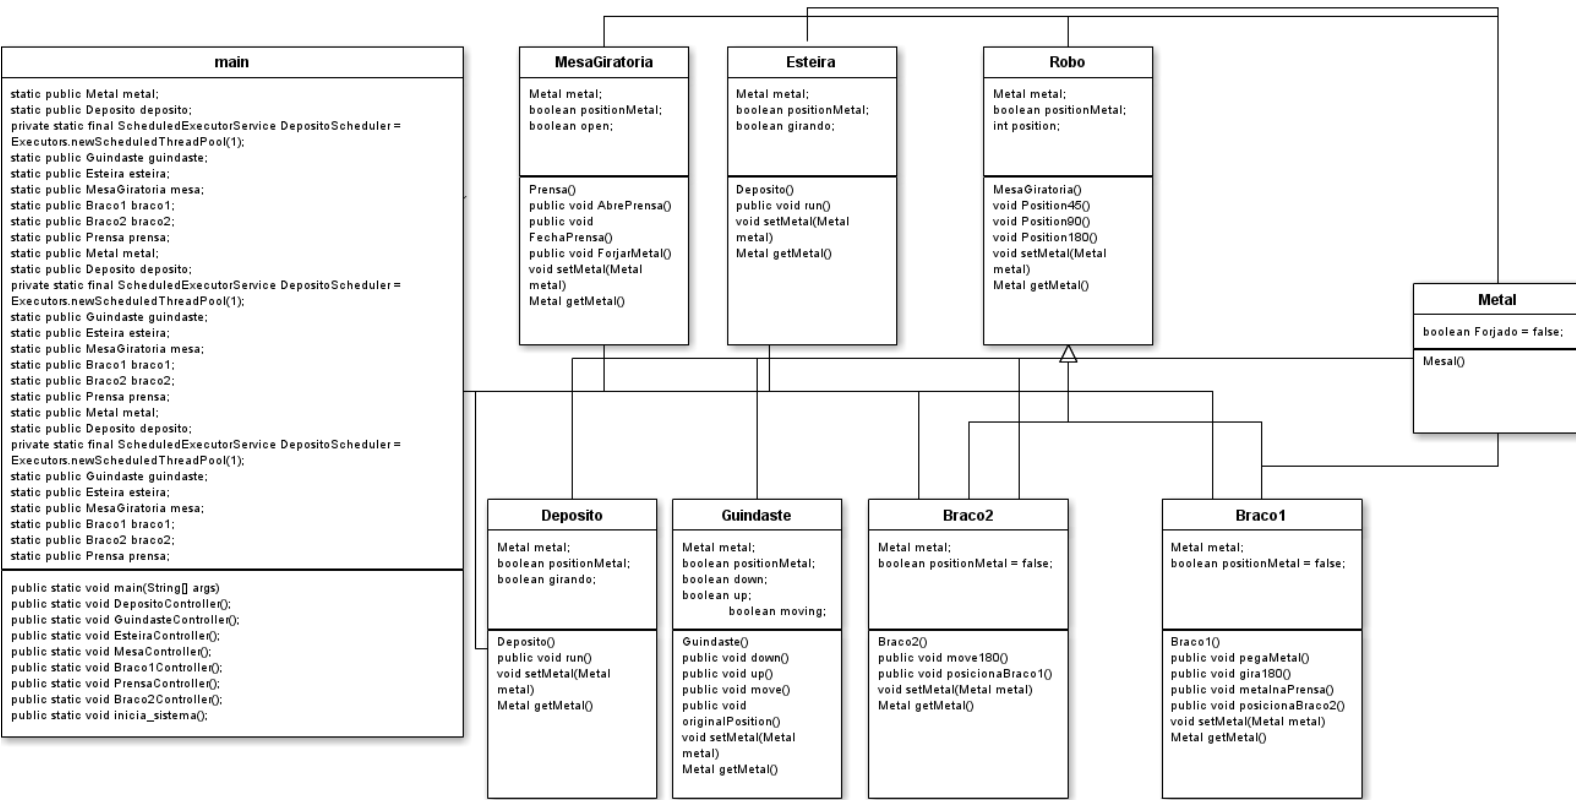 main
static public Metal metal;
static public Deposito deposito;
private static final ScheduledExecutorService DepositoScheduler =
Executors.newScheduledThreadPool(1);
static public Guindaste guindaste;
static public Esteira esteira;
static public MesaGiratoria mesa;
static public Braco1 braco1;
static public Braco2 braco2;
static public Prensa prensa;
static public Metal metal;
static public Deposito deposito;
private static final ScheduledExecutorService DepositoScheduler =
Executors.newScheduledThreadPool(1);
static public Guindaste guindaste;
static public Esteira esteira;
static public MesaGiratoria mesa;
static public Braco1 braco1;
static public Braco2 braco2;
static public Prensa prensa;
static public Metal metal;
static public Deposito deposito;
private static final ScheduledExecutorService DepositoScheduler =
Executors.newScheduledThreadPool(1);
static public Guindaste guindaste;
static public Esteira esteira;
static public MesaGiratoria mesa;
static public Braco1 braco1;
static public Braco2 braco2;
static public Prensa prensa;
public static void main(String[] args)
public static void DepositoController();
public static void GuindasteController();
public static void EsteiraController();
public static void MesaController();
public static void Braco1Controller();
public static void PrensaController();
public static void Braco2Controller();
public static void inicia_sistema();
MesaGiratoria
Metal metal;
boolean positionMetal;
boolean open;
Prensa()
public void AbrePrensa()
public void
FechaPrensa()
public void ForjarMetal()
void setMetal(Metal
metal)
Metal getMetal()
Esteira
Metal metal;
boolean positionMetal;
boolean girando;
Deposito()
public void run()
void setMetal(Metal
metal)
Metal getMetal()
Robo
Metal metal;
boolean positionMetal;
int position;
MesaGiratoria()
void Position45()
void Position90()
void Position180()
void setMetal(Metal
metal)
Metal getMetal()
Metal
boolean Forjado = false;
Mesal()
Deposito
Metal metal;
boolean positionMetal;
boolean girando;
Deposito()
public void run()
void setMetal(Metal
metal)
Metal getMetal()
Guindaste
Metal metal;
boolean positionMetal;
boolean down;
boolean up;
boolean moving;
Guindaste()
public void down()
public void up()
public void move()
public void
originalPosition()
void setMetal(Metal
metal)
Metal getMetal()
Braco2
Metal metal;
boolean positionMetal = false;
Braco2()
public void move180()
public void posicionaBraco1()
void setMetal(Metal metal)
Metal getMetal()
Braco1
Metal metal;
boolean positionMetal = false;
Braco1()
public void pegaMetal()
public void gira180()
public void metalnaPrensa()
public void posicionaBraco2()
void setMetal(Metal metal)
Metal getMetal()